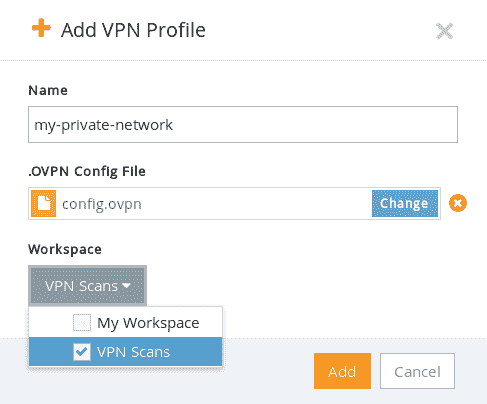 Add VPN Profile
Name
my-private-network
.OVPN Config File
config.ovpn Change
Workspace
VPN Scans
My Workspace
VPN Scans
Add Cancel